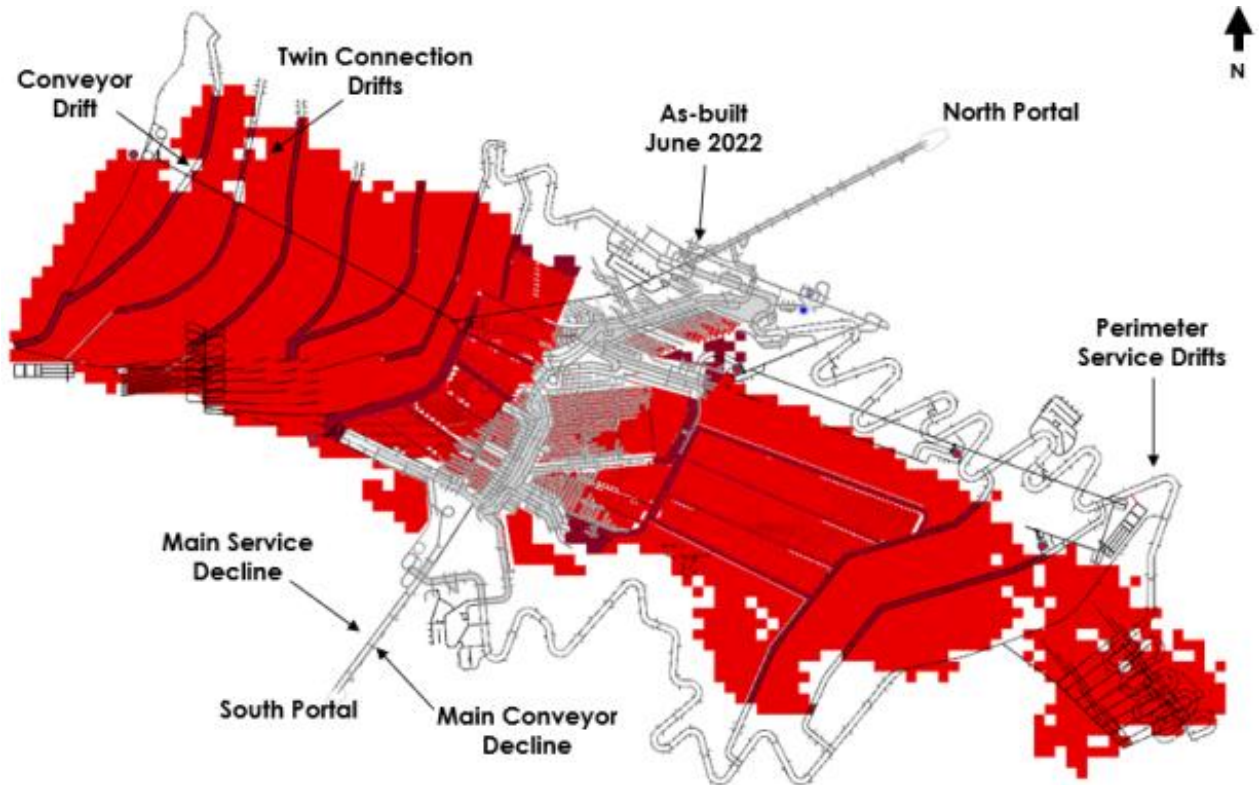 Conveyor
Drift
Twin Connection
Drifts
As-built
June 2022
North Portal
N
Perimeter
Service Drifts
Main Service
Decline
South Portal
Main Conveyor
Decline